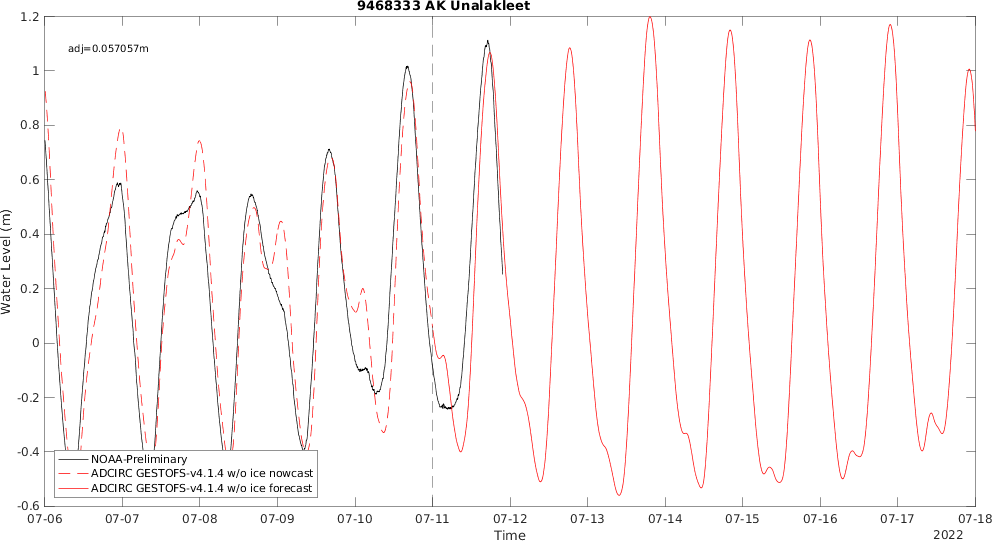 9468333 AK Unalakleet
adj=0.057057m
Water Level (m)
1.2
1
0.8
0.6
0.4
0.2
0
-0.2
-0.4
-0.6
NOAA-Preliminary
ADCIRC GESTOFS-v4.1.4 w/o ice nowcast
ADCIRC GESTOFS-v4.1.4 w/o ice forecast
07-06 07-07 07-08 07-09 07-10 07-11 07-12 07-13 07-14 07-15 07-16 07-17 07-18
Time
2022